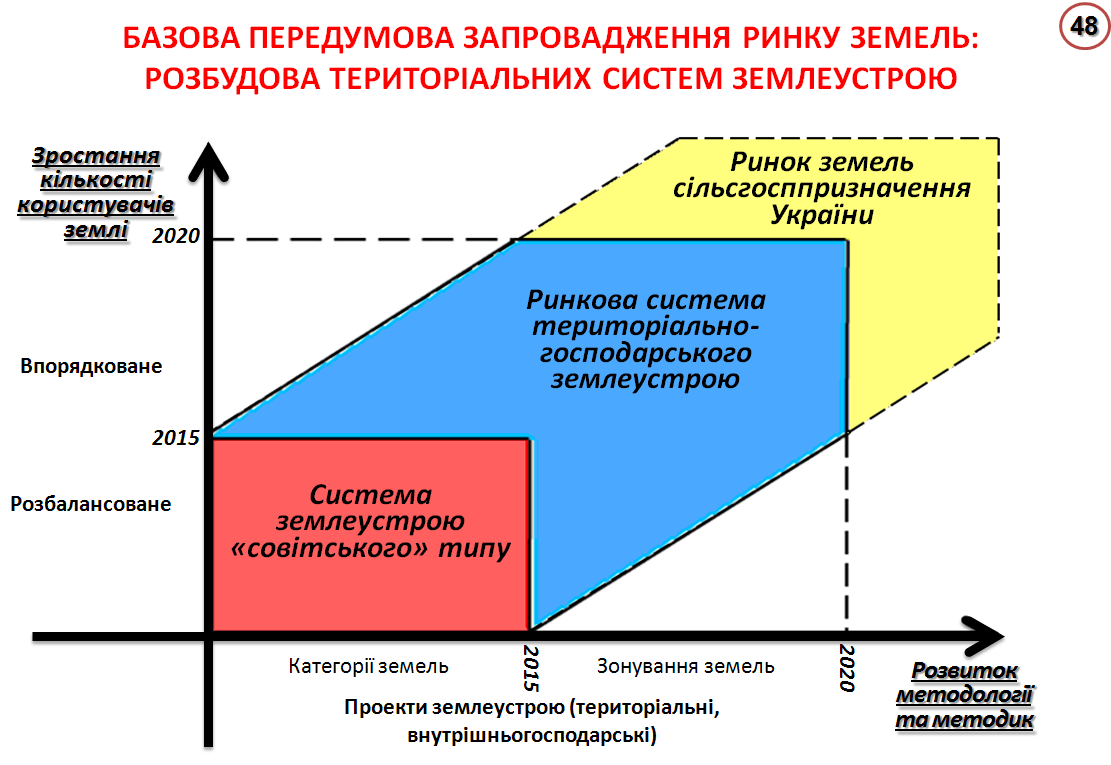 48
БАЗОВА ПЕРЕДУМОВА ЗАПРОВАДЖЕННЯ РИНКУ ЗЕМЕЛЬ:
РОЗБУДОВА ТЕРИТОРІАЛЬНИХ СИСТЕМ ЗЕМЛЕУСТРОЮ
Зростання
кількості
користувачів
землі
2020
Впорядковане
2015
Розбалансоване
Ринок земель
сільсгосппризначення
України
Ринкова система
територіально-
господарського
землеустрою
Система
землеустрою
«совітського» типу
Категорії земель
2015
Зонування земель
2020
Розвиток
методології
та методик
Проекти землеустрою (територіальні,
внутрішньогосподарські)